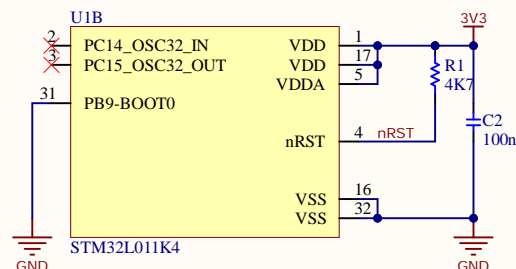 U1B
3V3
2 PC14_OSC32_IN VDD 1
3 PC15_OSC32_OUT VDD 17
VDDA 5
R1
4K7
31 PB9-BOOT0
C2
100n
nRST 4 nRST
VSS 16
VSS 32
STM32L011K4
GND
GND